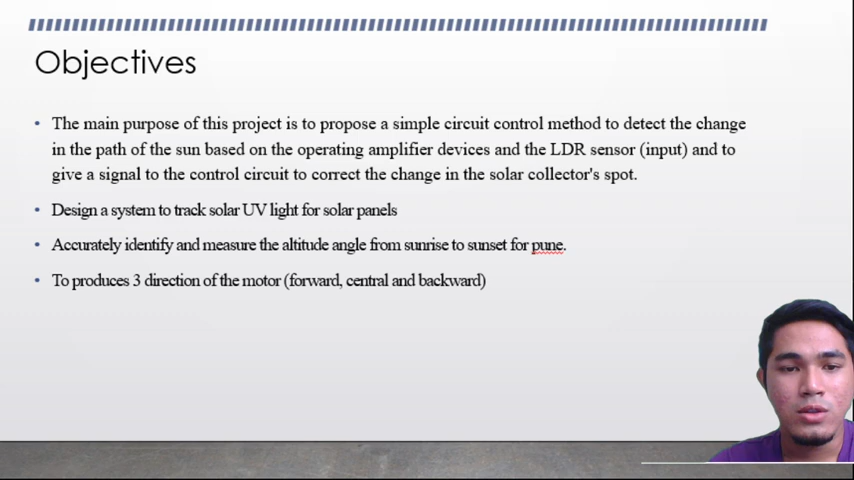 Objectives
• The main purpose of this project is to propose a simple circuit control method to detect the change
in the path of the sun based on the operating amplifier devices and the LDR sensor (input) and to
give a signal to the control circuit to correct the change in the solar collector's spot.
• Design a system to track solar UV light for solar panels
• Accurately identify and measure the altitude angle from sunrise to sunset for pune.
• To produces 3 direction of the motor (forward, central and backward)